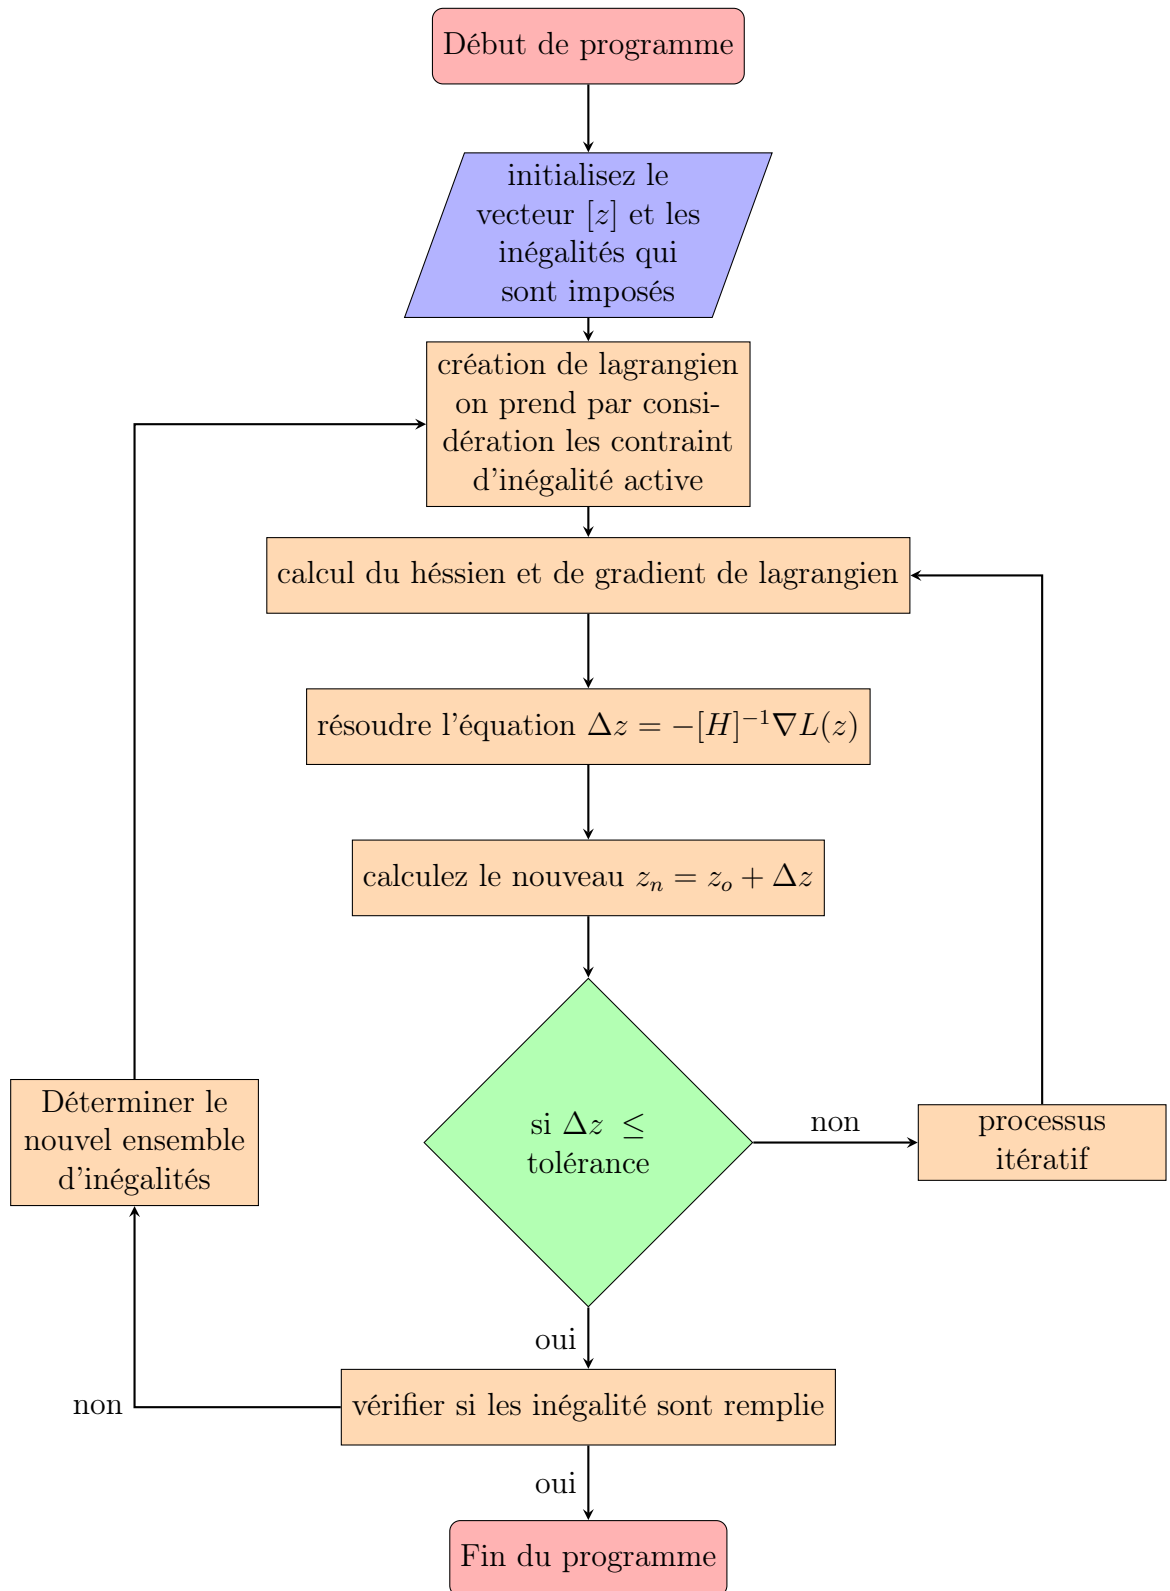 Début de programme
initialisez le
vecteur [z] et les
inégalités qui
sont imposés
création de lagrangien
on prend par consi-
dération les contraint
d'inégalité active
calcul du héssien et de gradient de lagrangien
résoudre l'équation Δz = −[H]⁻¹∇L(z)
calculez le nouveau zₙ = zₒ + Δz
Déterminer le
nouvel ensemble
d'inégalités
si Δz ≤
tolérance
non
processus
itératif
oui
non
vérifier si les inégalité sont remplie
oui
Fin du programme